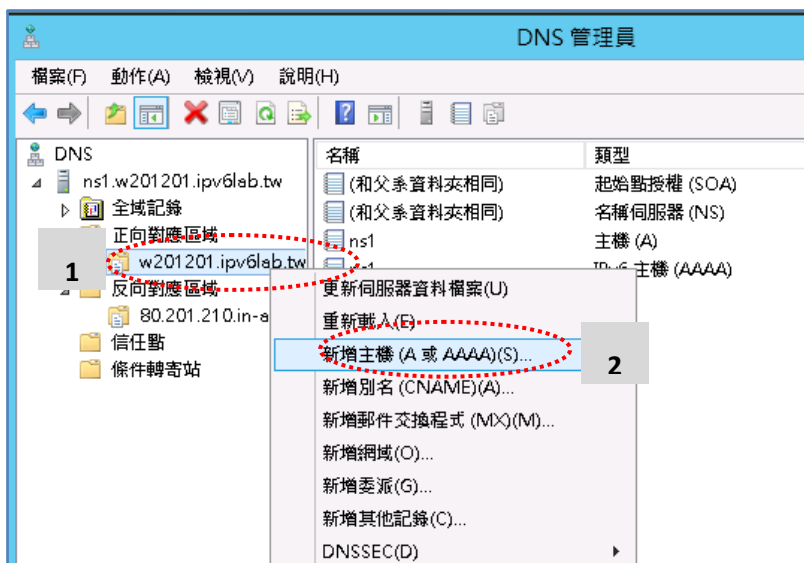 DNS 管理員
檔案(F) 動作(A) 檢視(V) 說明(H)
DNS
ns1.w201201.ipv6lab.tw
全域記錄
正向對應區域
w201201.ipv6lab.tw
反向對應區域
80.201.210.in-a
信任點
條件轉寄站
1
名稱 類型
(和父系資料夾相同) 起始點授權 (SOA)
(和父系資料夾相同) 名稱伺服器 (NS)
ns1 主機 (A)
ns1 IPv6 主機 (AAAA)
更新伺服器資料檔案(U)
重新載入(E)
新增主機 (A 或 AAAA)(S)...
2
新增別名 (CNAME)(A)...
新增郵件交換程式 (MX)(M)...
新增網域(O)...
新增委派(G)...
新增其他記錄(C)...
DNSSEC(D)